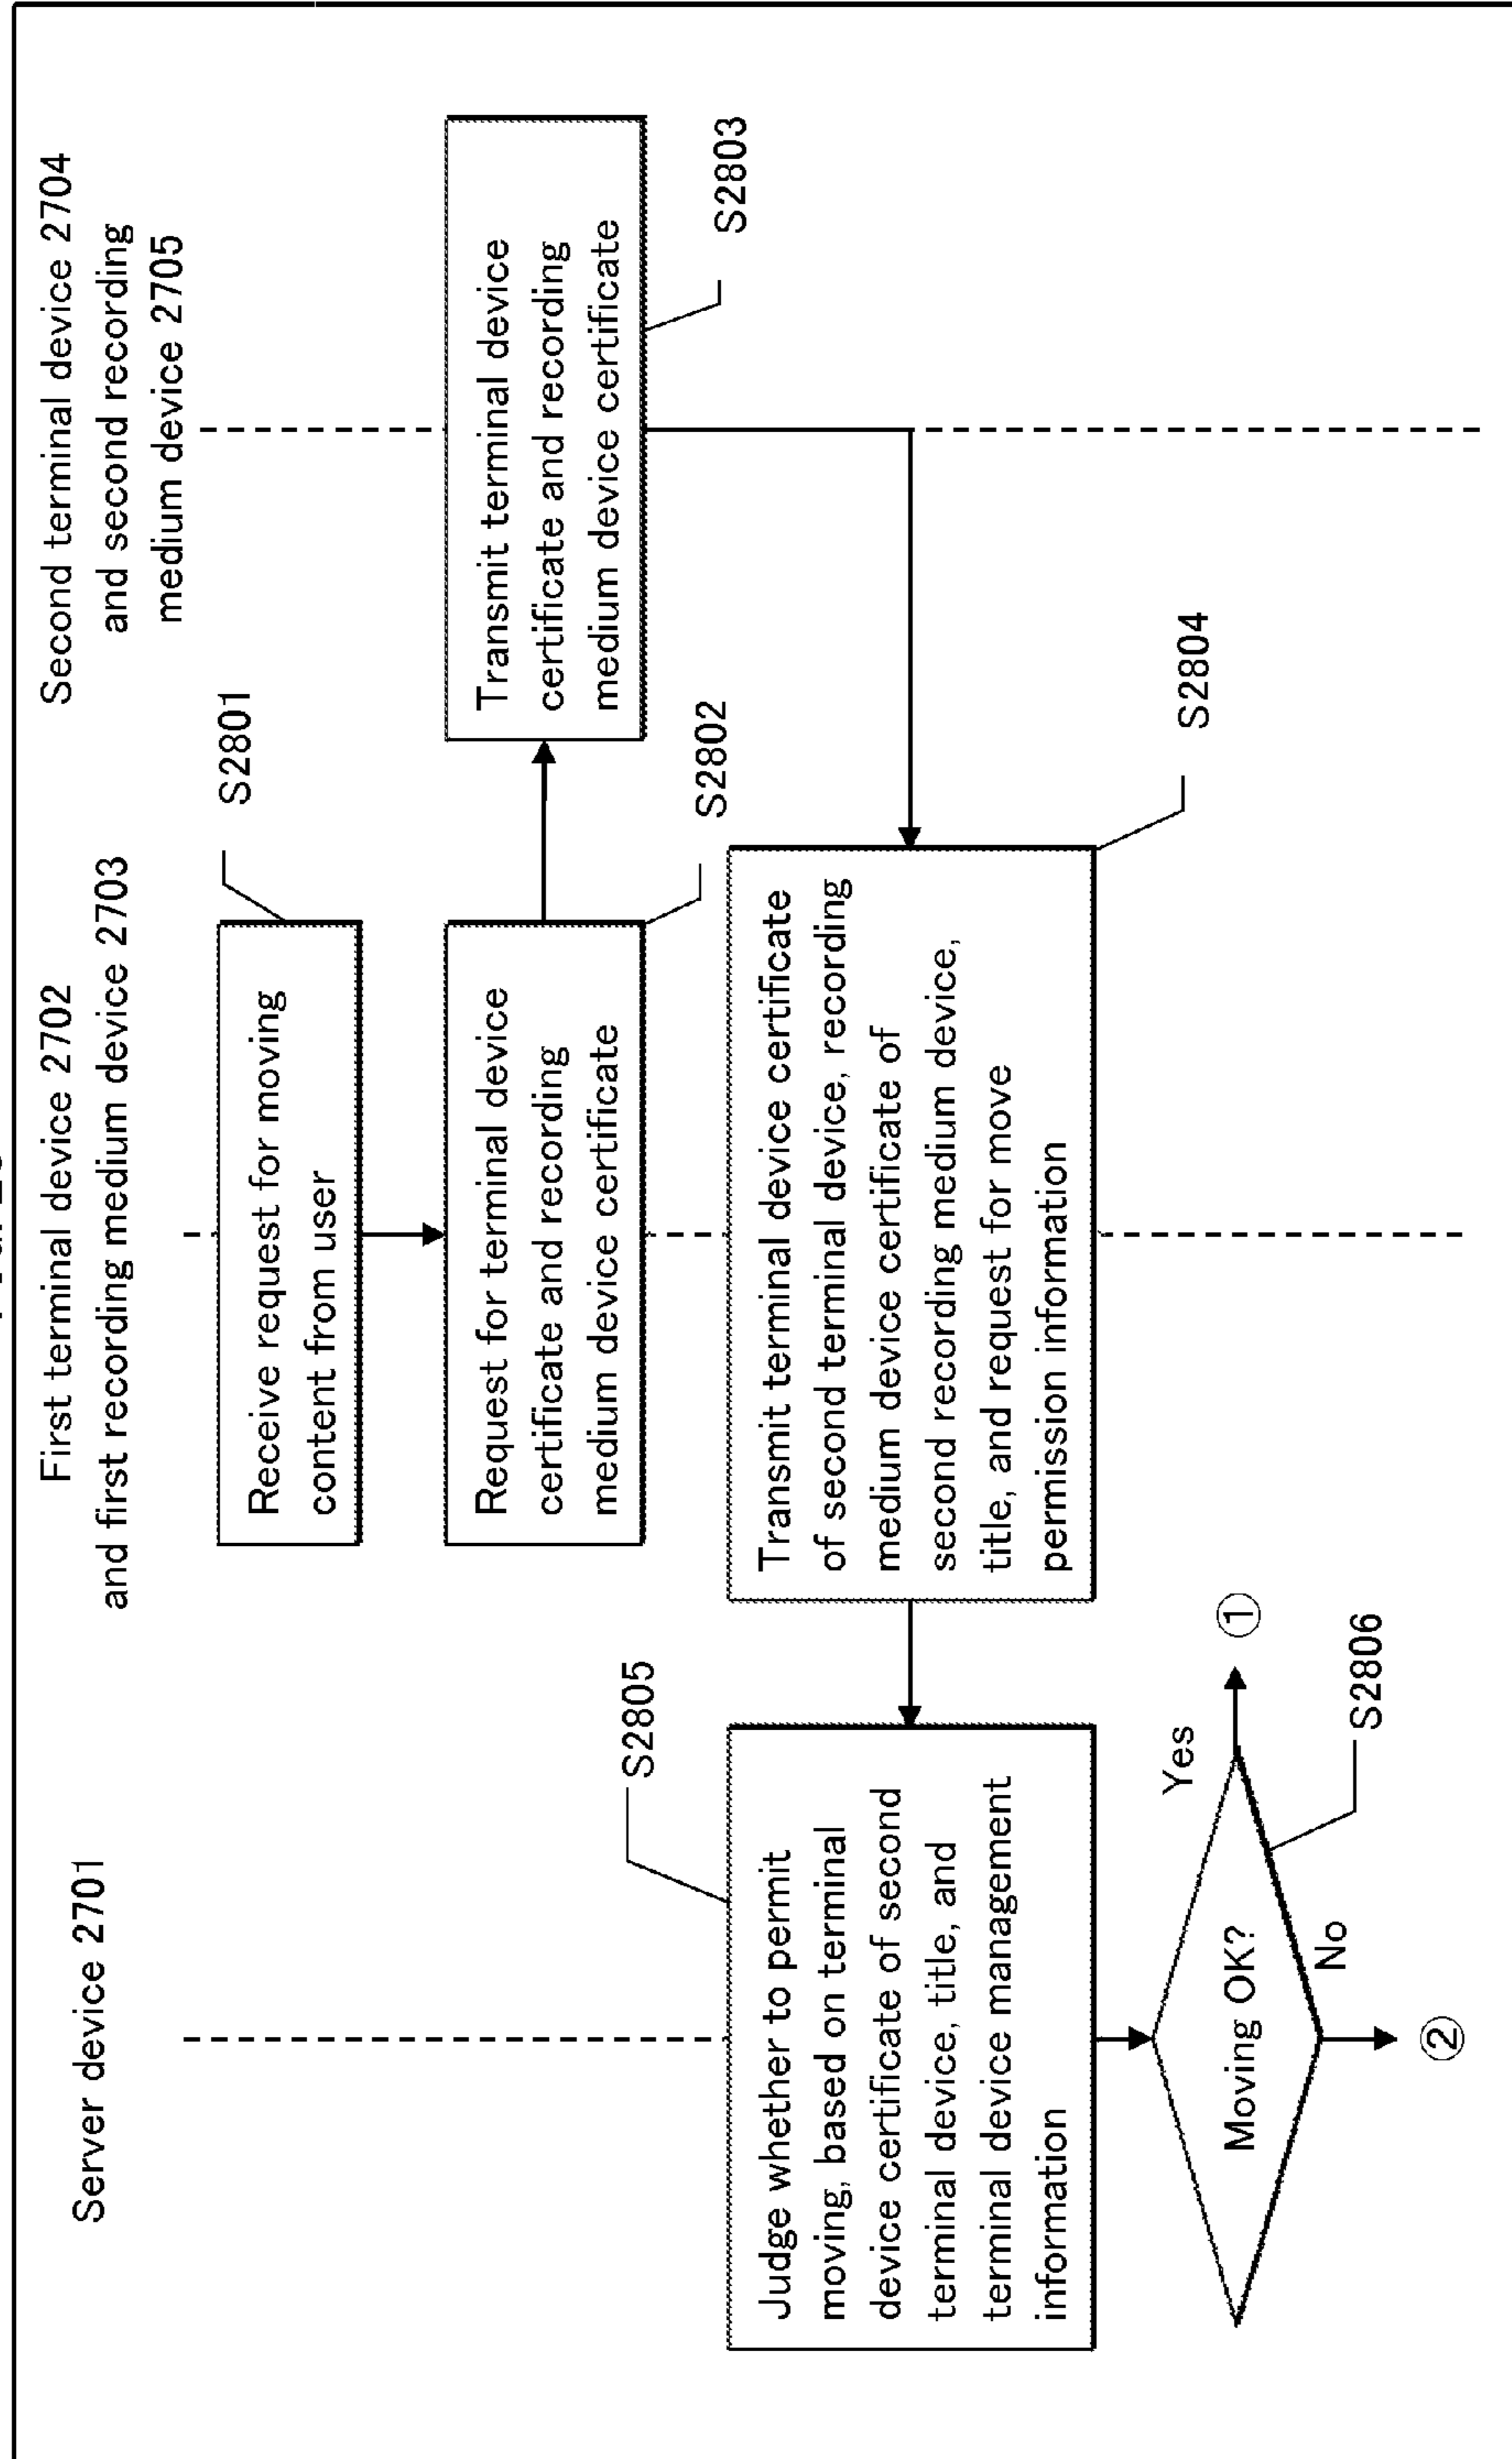 Server device 2701
First terminal device 2702
and first recording medium device 2703
Second terminal device 2704
and second recording
medium device 2705
S2801
Receive request for moving
content from user
Request for terminal device
certificate and recording
medium device certificate
S2802
Transmit terminal device
certificate and recording
medium device certificate
S2803
Transmit terminal device certificate
of second terminal device, recording
medium device certificate of
second recording medium device,
title, and request for move
permission information
S2804
S2805
Judge whether to permit
moving, based on terminal
device certificate of second
terminal device, title, and
terminal device management
information
Moving OK?
Yes
①
S2806
No
②